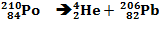 ²¹⁰₈₄Po ➔ ⁴₂He + ²⁰⁶₈₂Pb